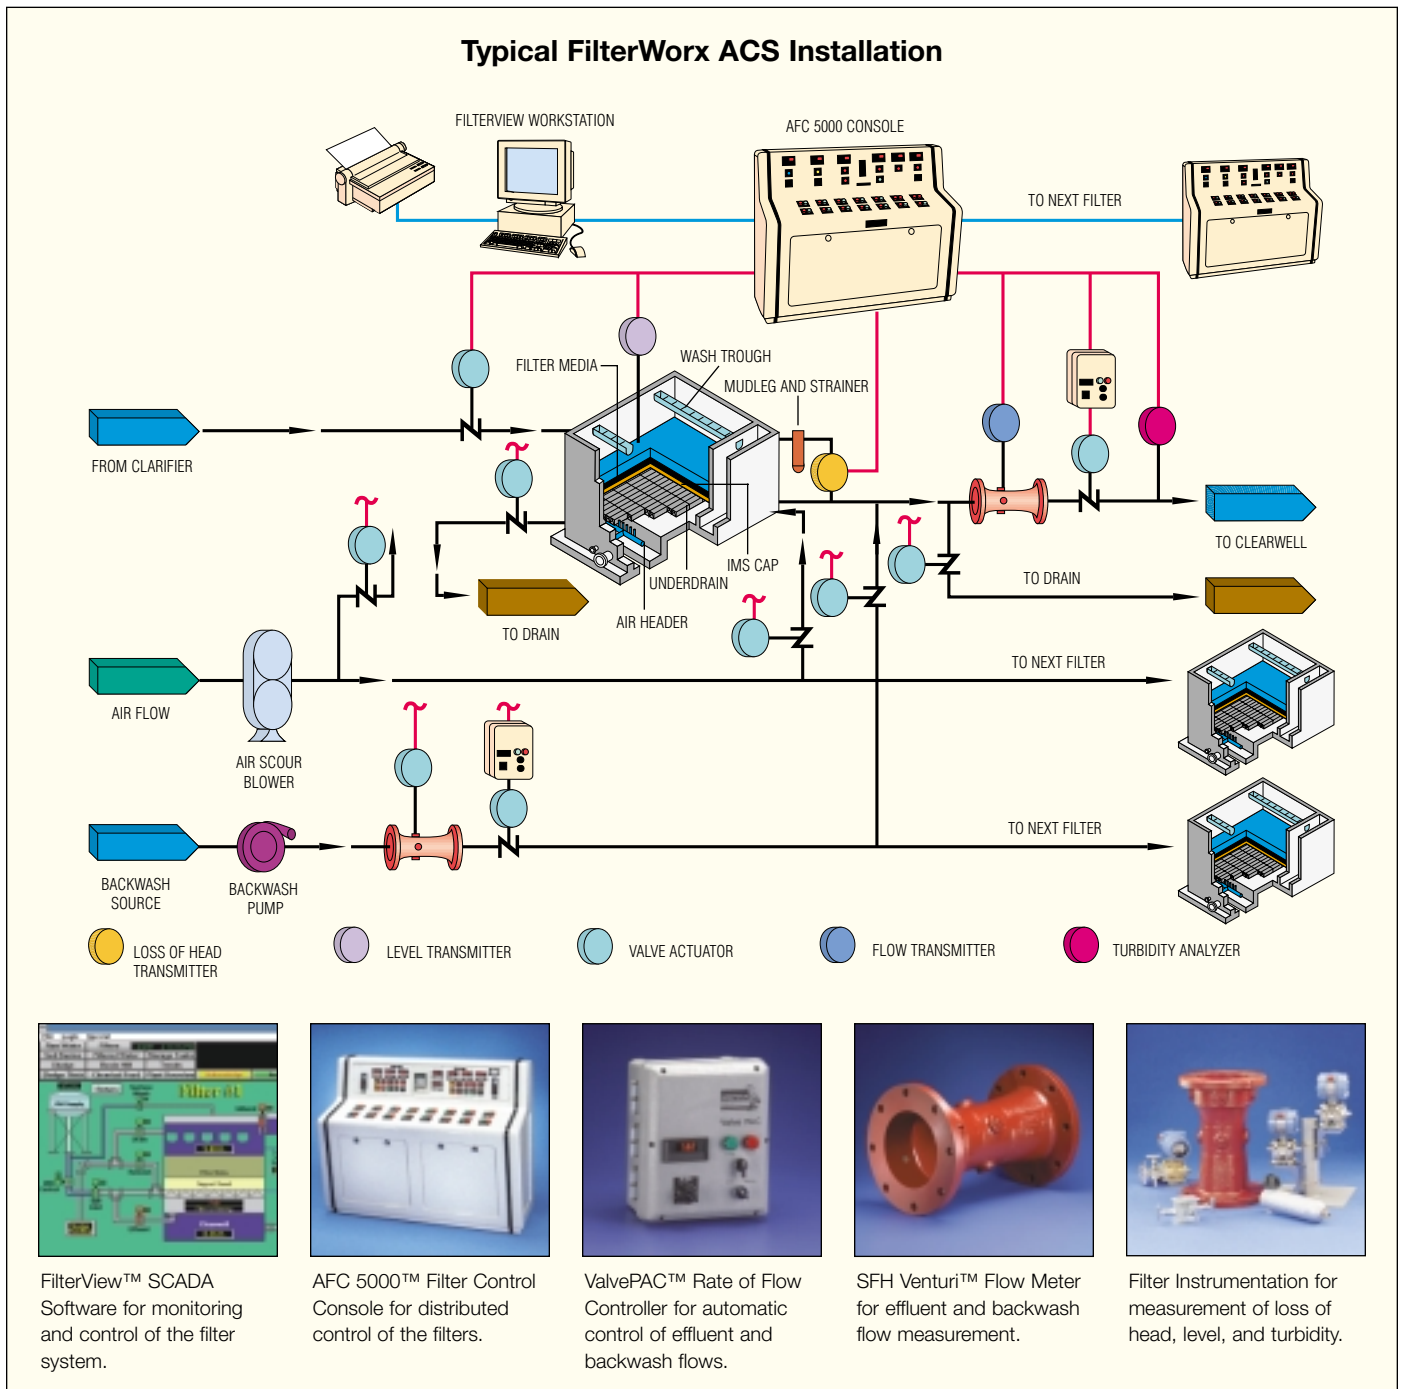 Typical FilterWorx ACS Installation
FILTERVIEW WORKSTATION
AFC 5000 CONSOLE
TO NEXT FILTER
FILTER MEDIA
WASH TROUGH
MUDLEG AND STRAINER
FROM CLARIFIER
TO CLEARWELL
IMS CAP
UNDERDRAIN
AIR HEADER
TO DRAIN
TO DRAIN
TO NEXT FILTER
AIR FLOW
AIR SCOUR
BLOWER
TO NEXT FILTER
BACKWASH
SOURCE
BACKWASH
PUMP
LOSS OF HEAD
TRANSMITTER
LEVEL TRANSMITTER
VALVE ACTUATOR
FLOW TRANSMITTER
TURBIDITY ANALYZER
Filter #1
FilterView™ SCADA
Software for monitoring
and control of the filter
system.
AFC 5000™ Filter Control
Console for distributed
control of the filters.
Valve PAC
ValvePAC™ Rate of Flow
Controller for automatic
control of effluent and
backwash flows.
SFH Venturi™ Flow Meter
for effluent and backwash
flow measurement.
Filter Instrumentation for
measurement of loss of
head, level, and turbidity.